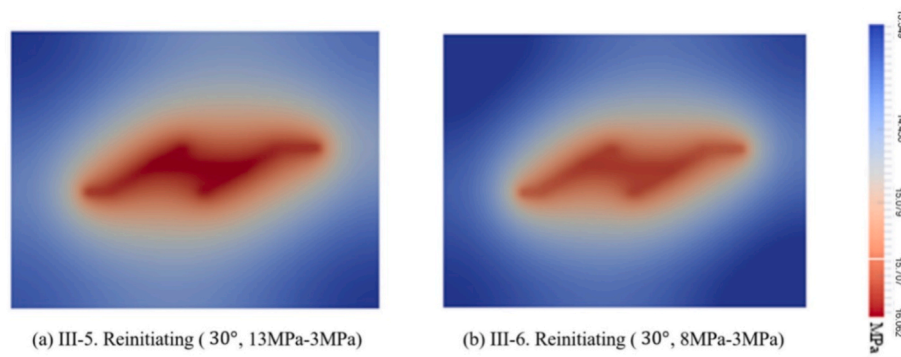 MPa
(a) III-5. Reinitiating ( 30°, 13MPa-3MPa)
(b) III-6. Reinitiating ( 30°, 8MPa-3MPa)